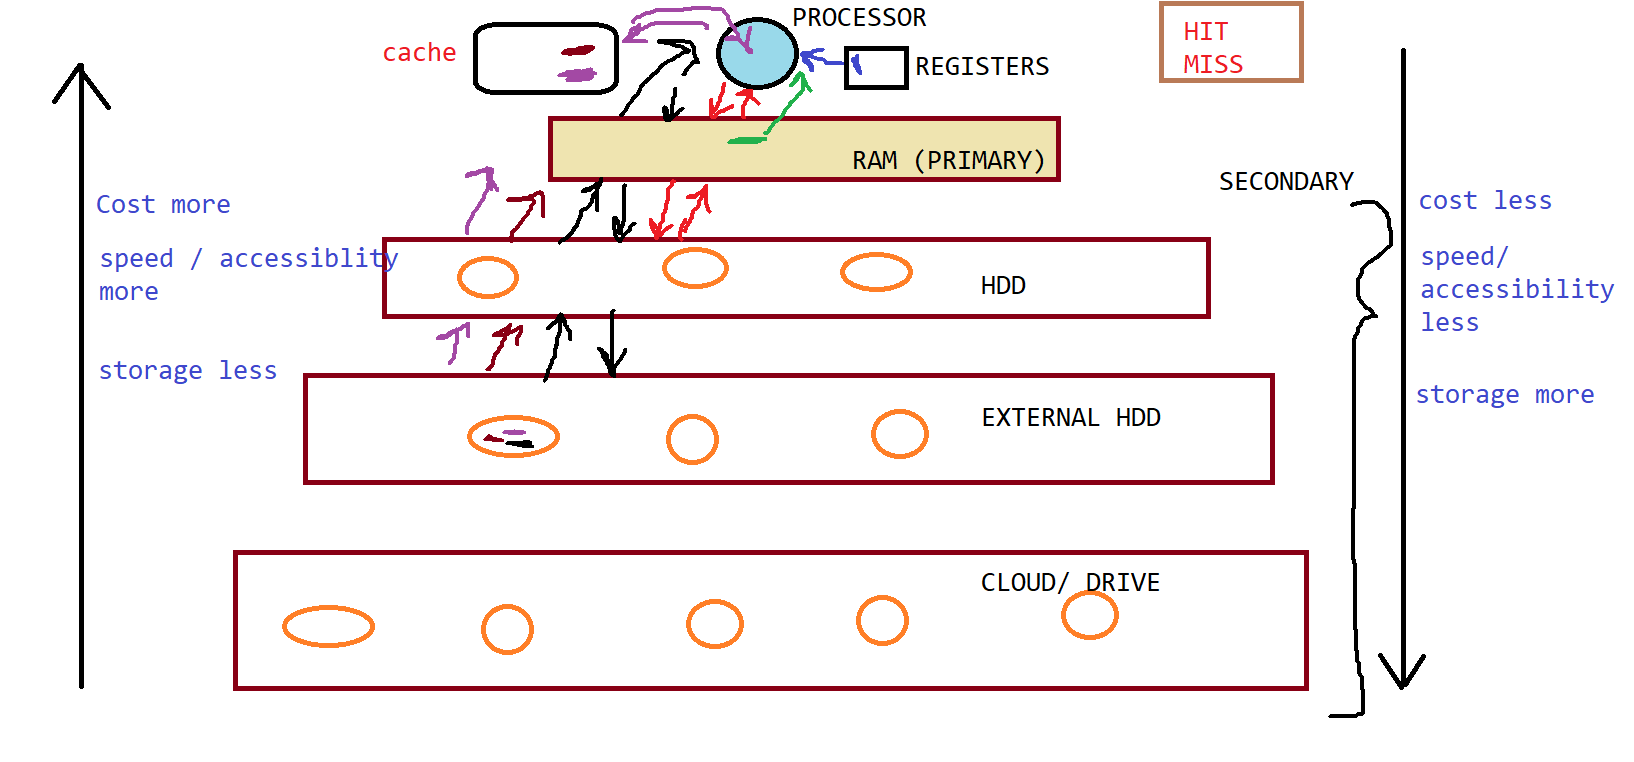 PROCESSOR
HIT
MISS
cache
REGISTERS
RAM (PRIMARY)
SECONDARY
Cost more
cost less
speed / accessiblity
more
speed/
accessibility
less
HDD
storage less
storage more
EXTERNAL HDD
CLOUD/ DRIVE